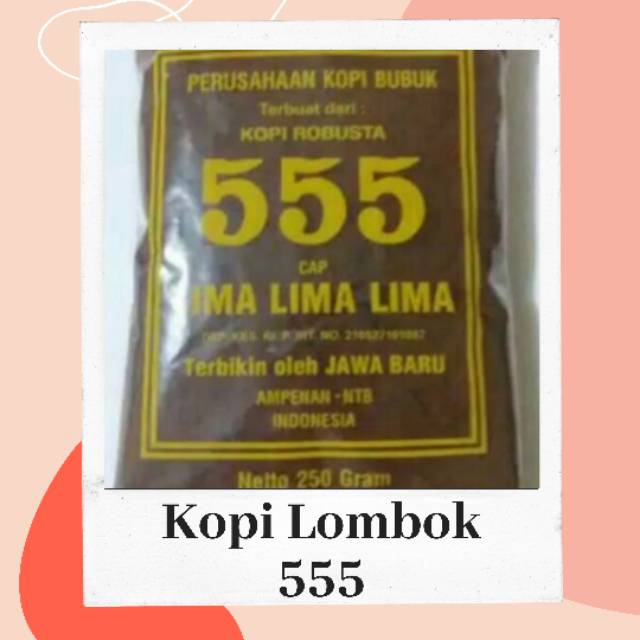 PERUSAHAAN KOPI BUBUK
Terbuat dari :
KOPI ROBUSTA
555
CAP
IMA LIMA LIMA
Terbikin oleh JAWA BARU
AMPENAN - NTB
INDONESIA
Netto 250 Gram
Kopi Lombok
555